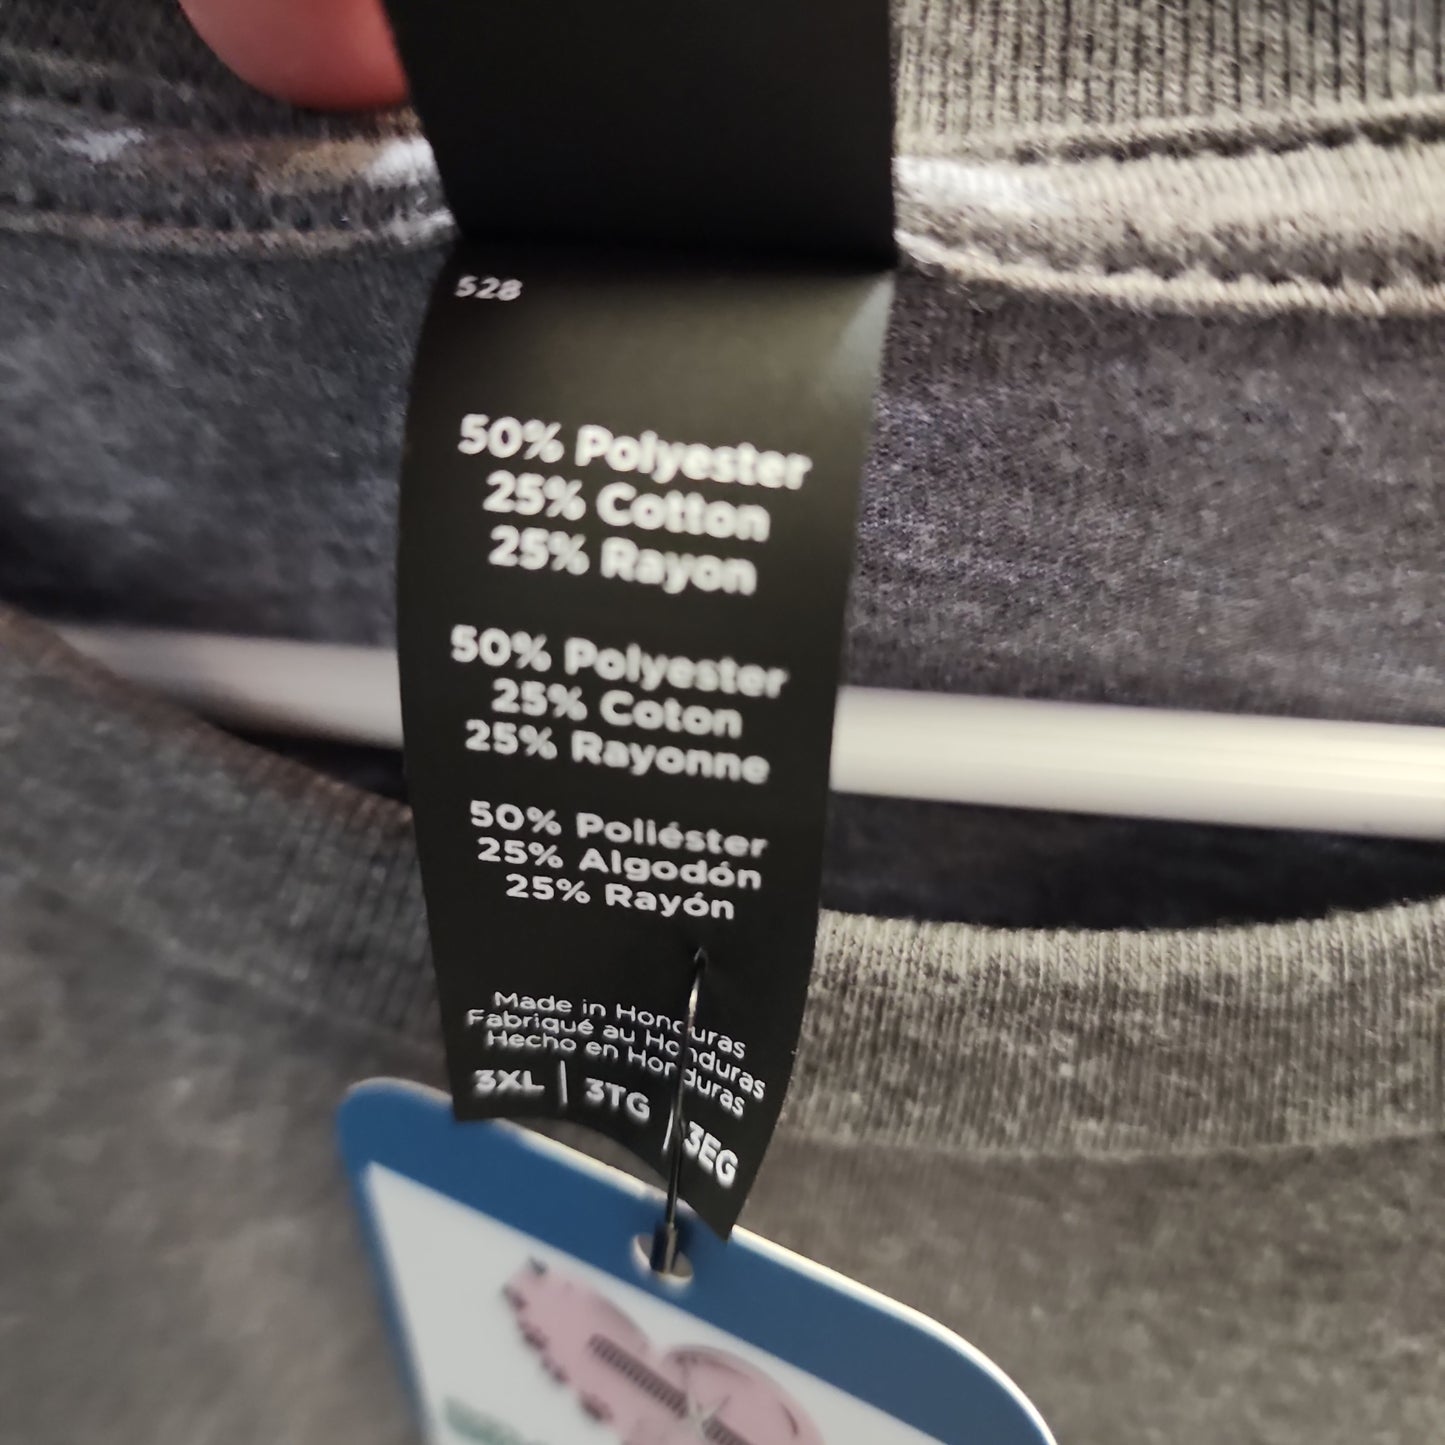 528
50% Polyester
25% Cotton
25% Rayon
50% Polyester
25% Coton
25% Rayonne
50% Poliéster
25% Algodón
25% Rayón
Made in Honduras
Fabriqué au Honduras
Hecho en Honduras
3XL | 3TG | 3EG